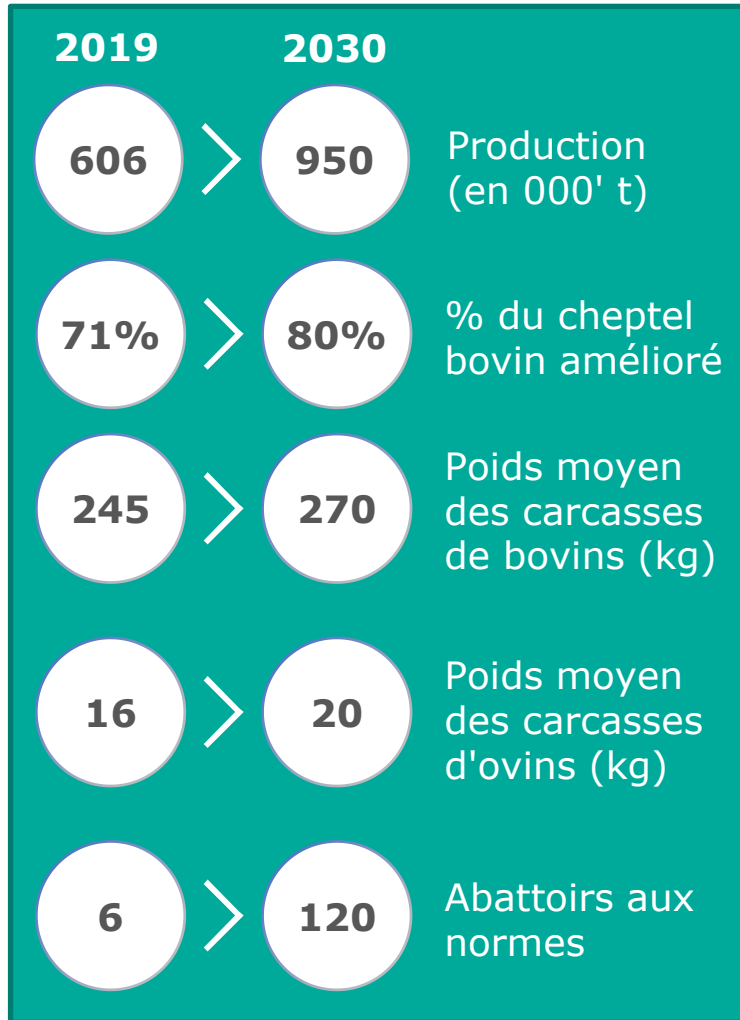 2019 2030
606 950 Production
(en 000' t)
71% 80% % du cheptel
bovin amélioré
245 270 Poids moyen
des carcasses
de bovins (kg)
16 20 Poids moyen
des carcasses
d'ovins (kg)
6 120 Abattoirs aux
normes